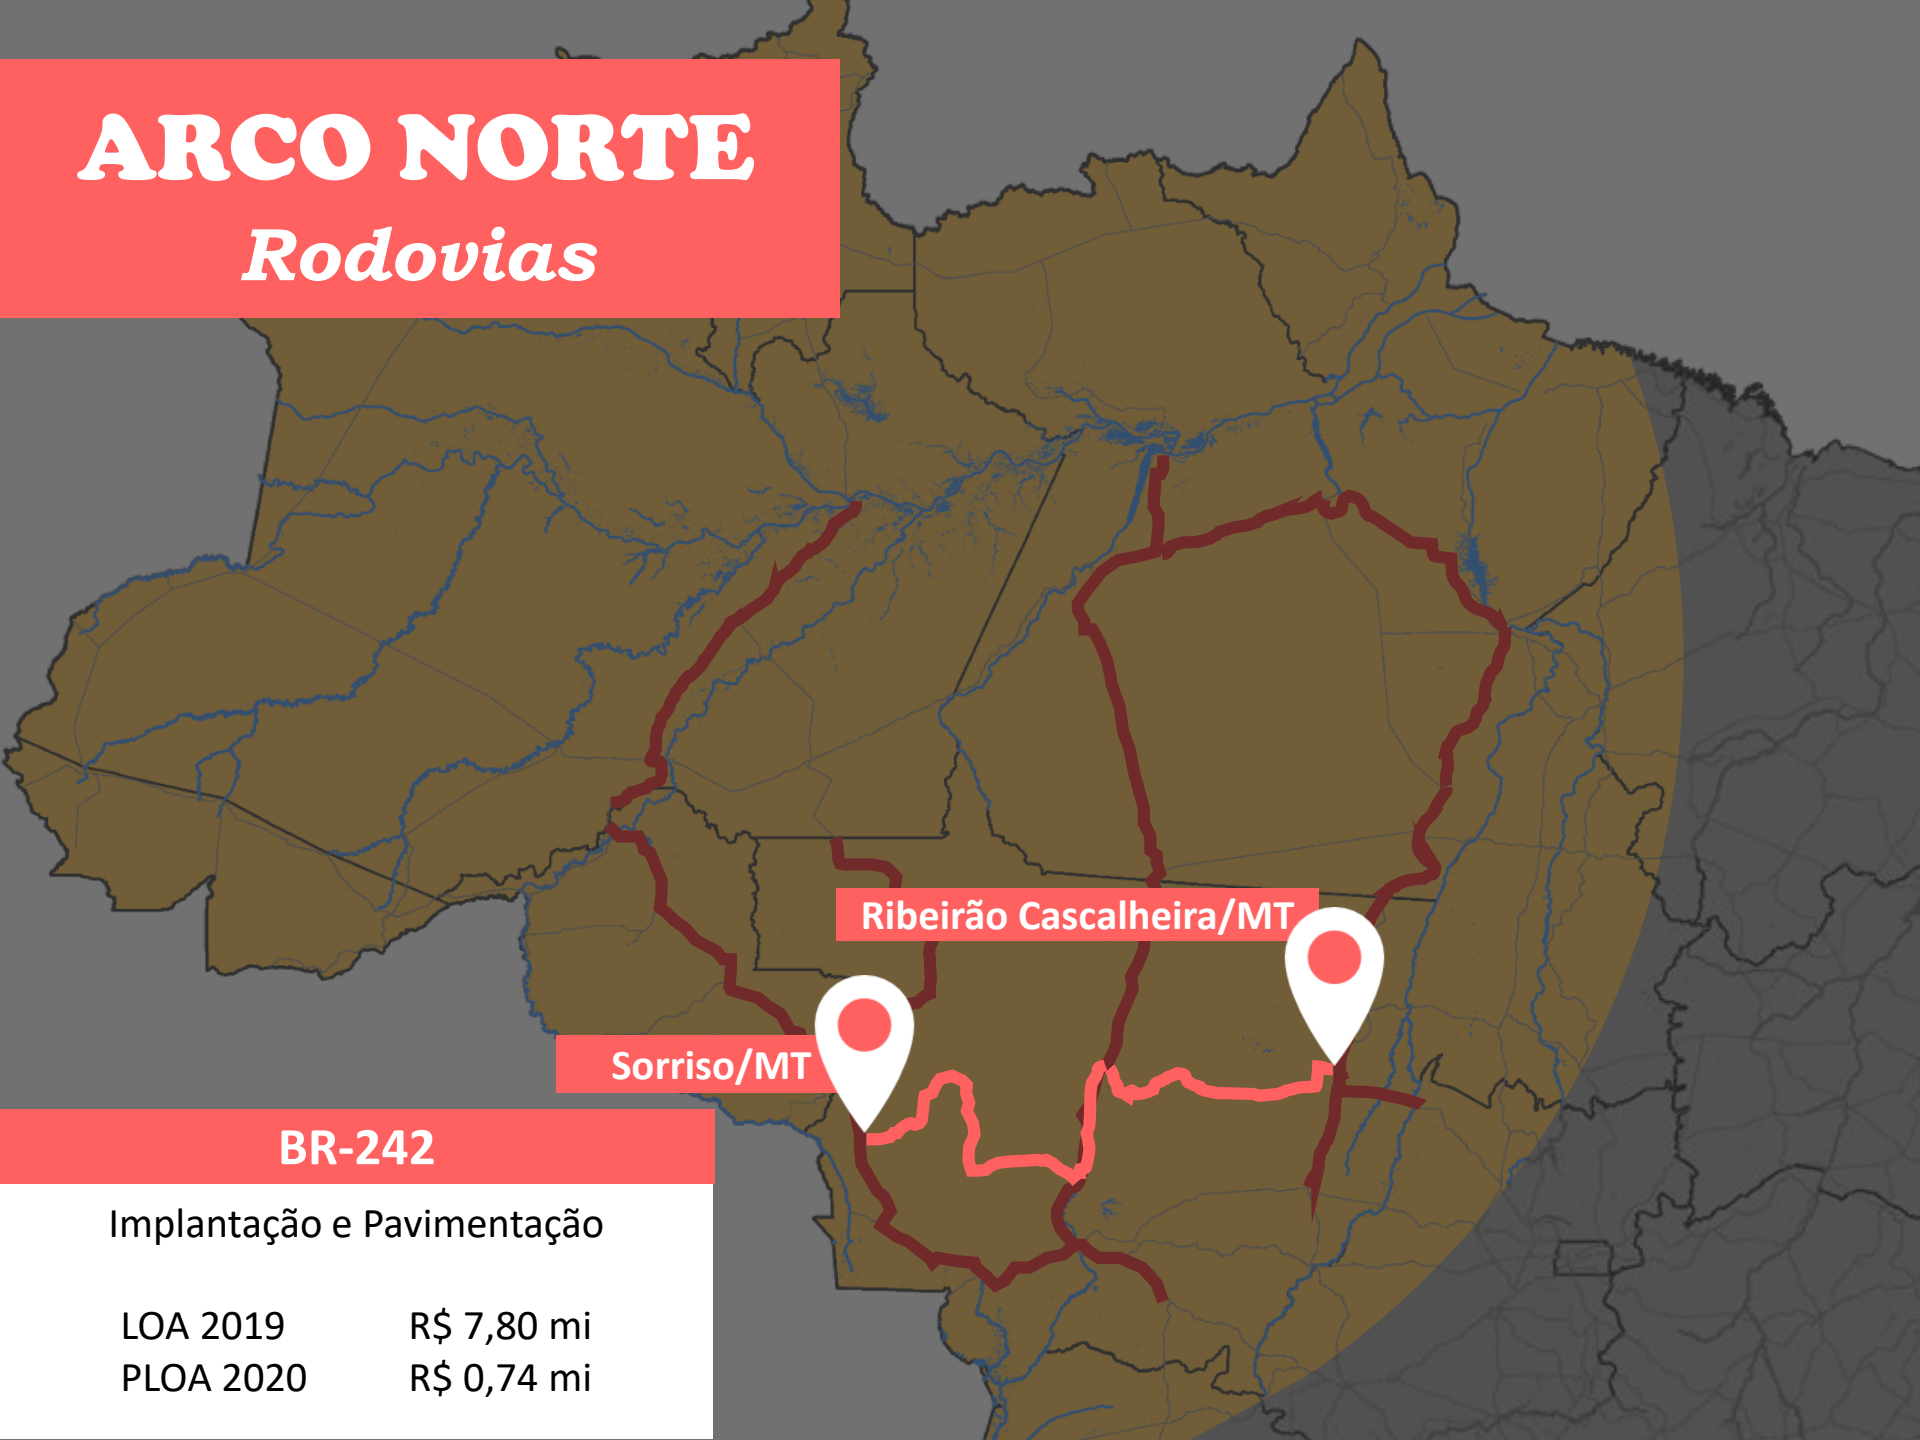 ARCO NORTE
Rodovias
Ribeirão Cascalheira/MT
Sorriso/MT
BR-242
Implantação e Pavimentação
LOA 2019 R$ 7,80 mi
PLOA 2020 R$ 0,74 mi